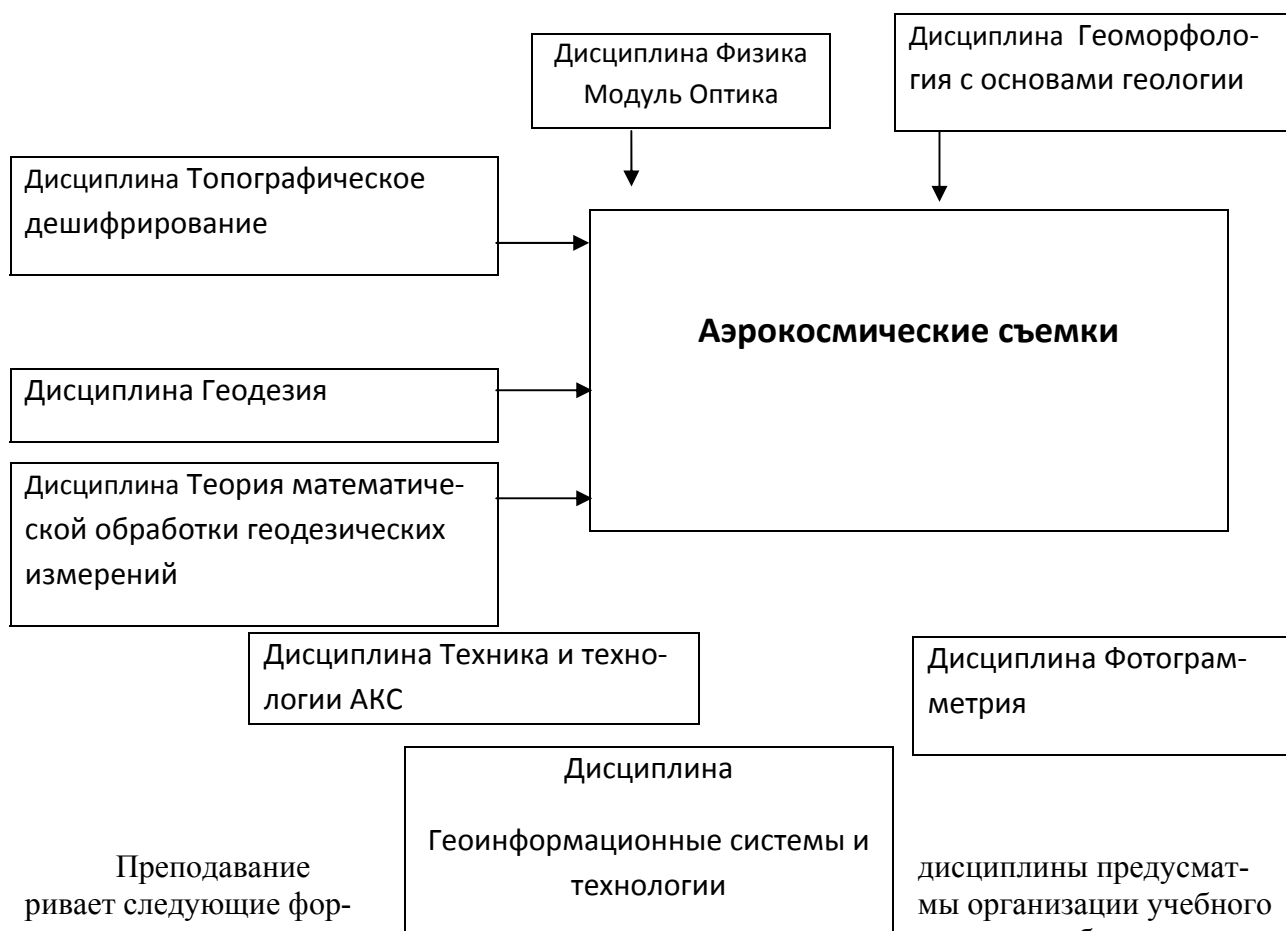 Дисциплина Физика
Модуль Оптика
Дисциплина Геоморфоло-
гия с основами геологии
Дисциплина Топографическое
дешифрирование
Аэрокосмические съемки
Дисциплина Геодезия
Дисциплина Теория математиче-
ской обработки геодезических
измерений
Дисциплина Техника и техно-
логии АКС
Дисциплина Фотограм-
метрия
Дисциплина
Геоинформационные системы и
технологии
Преподавание дисциплины предусмат-
ривает следующие фор- мы организации учебного